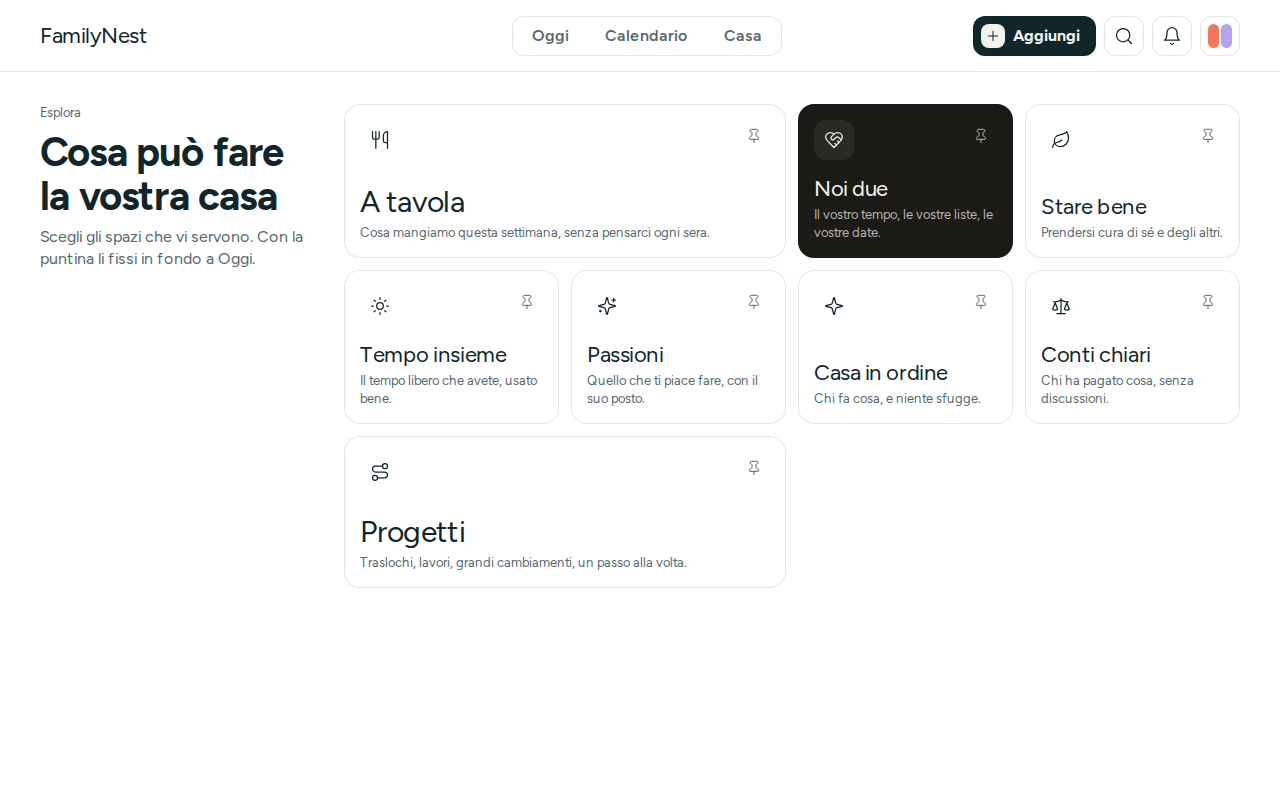 FamilyNest
Oggi
Calendario
Casa
Aggiungi
Esplora
Cosa può fare
la vostra casa
Scegli gli spazi che vi servono. Con la
puntina li fissi in fondo a Oggi.
A tavola
Cosa mangiamo questa settimana, senza pensarci ogni sera.
Noi due
Il vostro tempo, le vostre liste, le
vostre date.
Stare bene
Prendersi cura di sé e degli altri.
Tempo insieme
Il tempo libero che avete, usato
bene.
Passioni
Quello che ti piace fare, con il
suo posto.
Casa in ordine
Chi fa cosa, e niente sfugge.
Conti chiari
Chi ha pagato cosa, senza
discussioni.
Progetti
Traslochi, lavori, grandi cambiamenti, un passo alla volta.